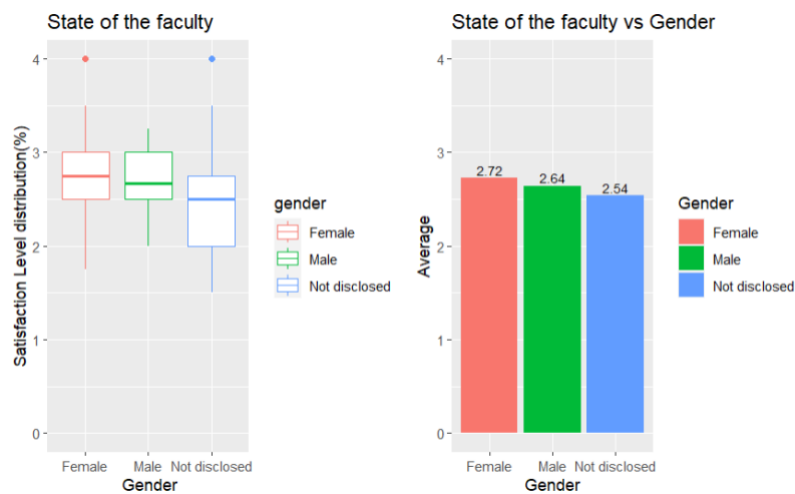 State of the faculty
Satisfaction Level distribution(%)
4
3
2
1
0
Female Male Not disclosed
Gender
gender
Female
Male
Not disclosed
State of the faculty vs Gender
Average
4
3
2
1
0
2.72
2.64
2.54
Female Male Not disclosed
Gender
Gender
Female
Male
Not disclosed